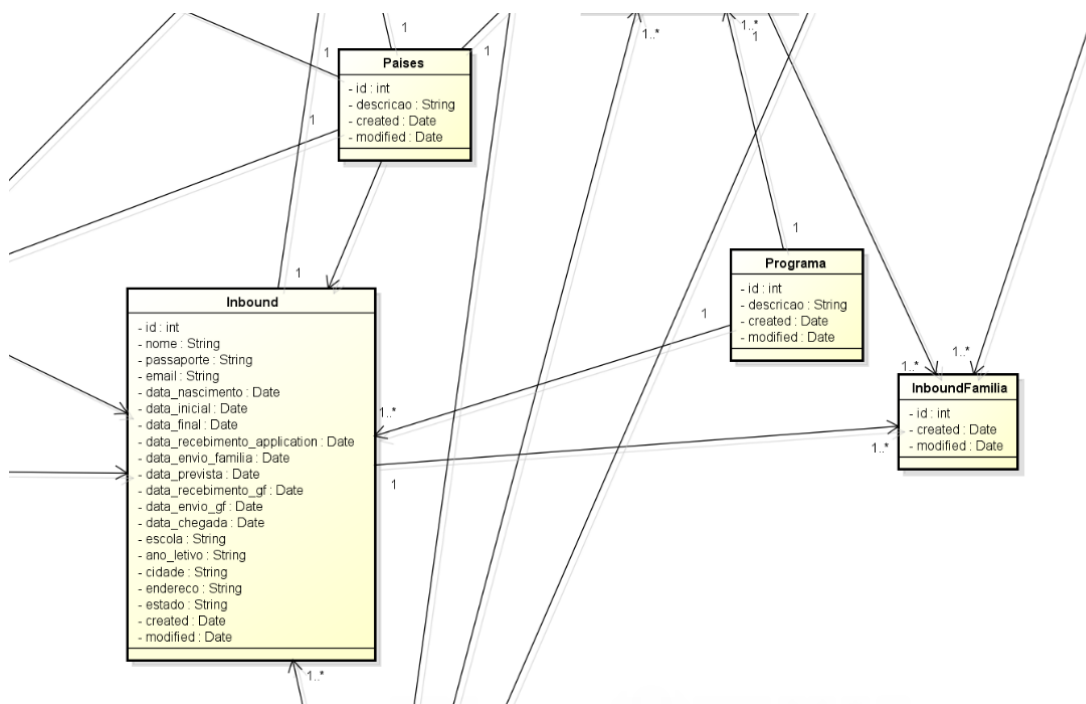 1
1
1..*
1..*
1
1
Paises
- id : int
- descricao : String
- created : Date
- modified : Date
1
1
1
Programa
- id : int
- descricao : String
- created : Date
- modified : Date
1
Inbound
- id : int
- nome : String
- passaporte : String
- email : String
- data_nascimento : Date
- data_inicial : Date
- data_final : Date
- data_recebimento_application : Date
- data_envio_familia : Date
- data_prevista : Date
- data_recebimento_gf : Date
- data_envio_gf : Date
- data_chegada : Date
- escola : String
- ano_letivo : String
- cidade : String
- endereco : String
- estado : String
- created : Date
- modified : Date
1..*
1..*
1..*
InboundFamilia
- id : int
- created : Date
- modified : Date
1..*
1
1..*